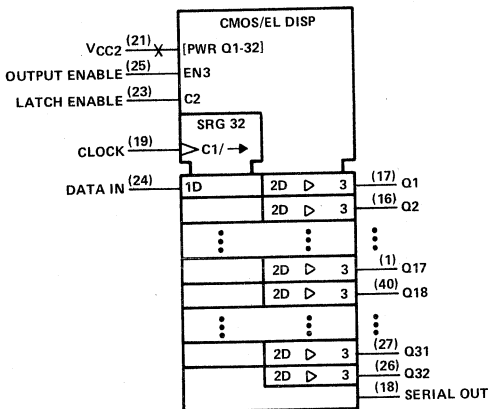 CMOS/EL DISP
VCC2 (21) [PWR Q1-32]
OUTPUT ENABLE (25) EN3
LATCH ENABLE (23) C2
SRG 32
CLOCK (19) C1/
DATA IN (24) 1D 2D 3 (17) Q1
2D 3 (16) Q2
2D 3 (1) Q17
2D 3 (40) Q18
2D 3 (27) Q31
2D 3 (26) Q32
(18) SERIAL OUT